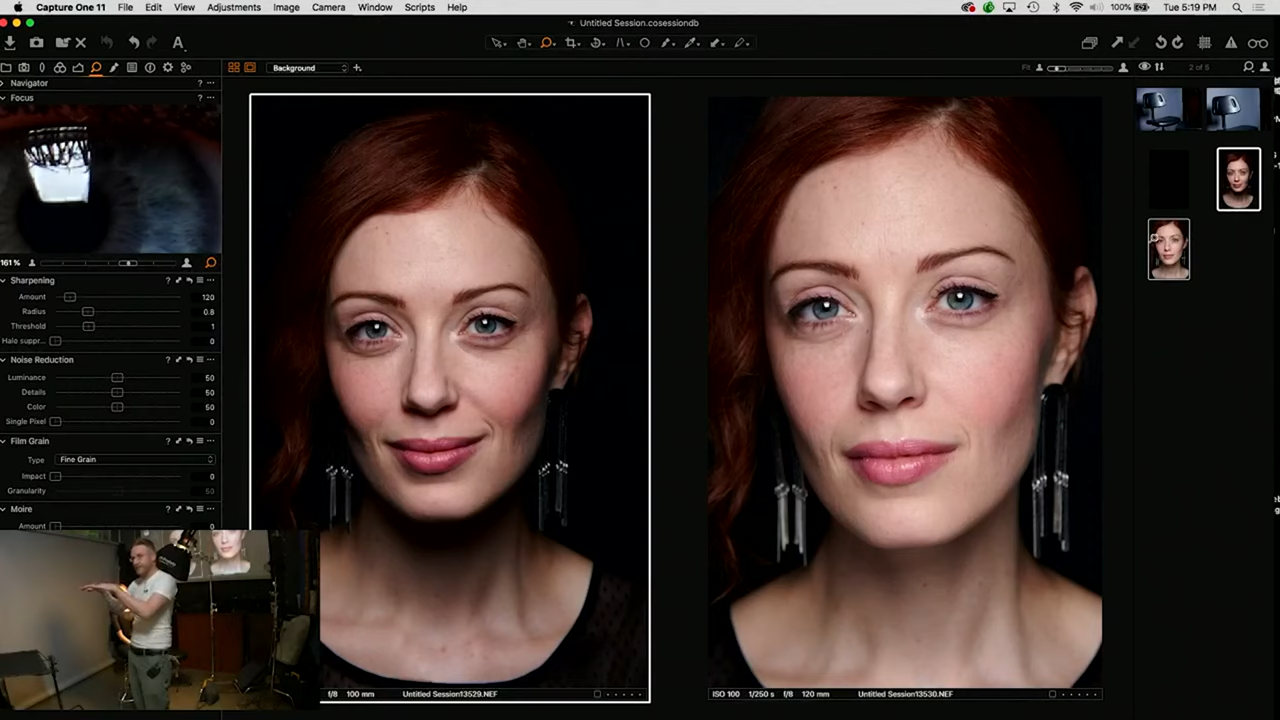 Capture One 11 File Edit View Adjustments Image Camera Window Scripts Help 100% Tue 5:19 PM
Untitled Session.cosessiondb
Background
Fit
2 of 5
Navigator ? ...
Focus ? ...
161 %
Sharpening ? ...
Amount 120
Radius 0.8
Threshold 1
Halo suppr... 0
Noise Reduction ? ...
Luminance 50
Details 50
Color 50
Single Pixel 0
Film Grain ? ...
Type Fine Grain
Impact 0
Granularity 50
Moire ? ...
Amount 0
f/8 100 mm Untitled Session13529.NEF
ISO 100 1/250 s f/8 120 mm Untitled Session13530.NEF